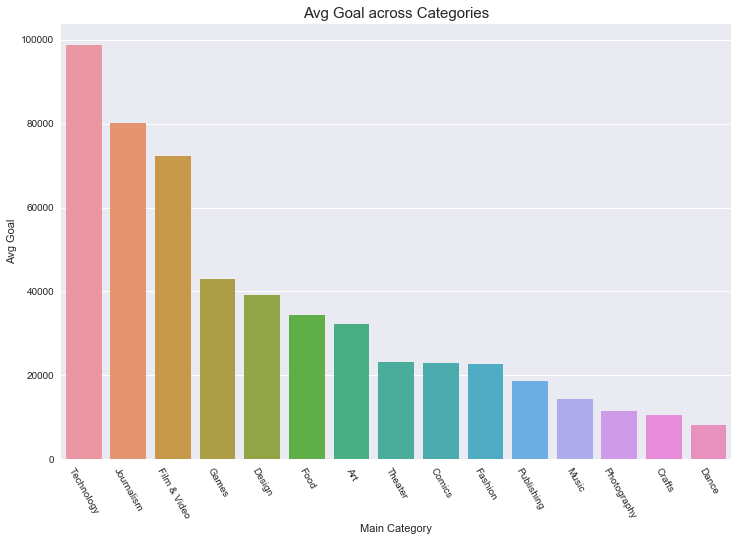 Avg Goal across Categories
100000
80000
60000
40000
20000
0
Avg Goal
Technology
Journalism
Film & Video
Games
Design
Food
Art
Theater
Comics
Fashion
Publishing
Music
Photography
Crafts
Dance
Main Category